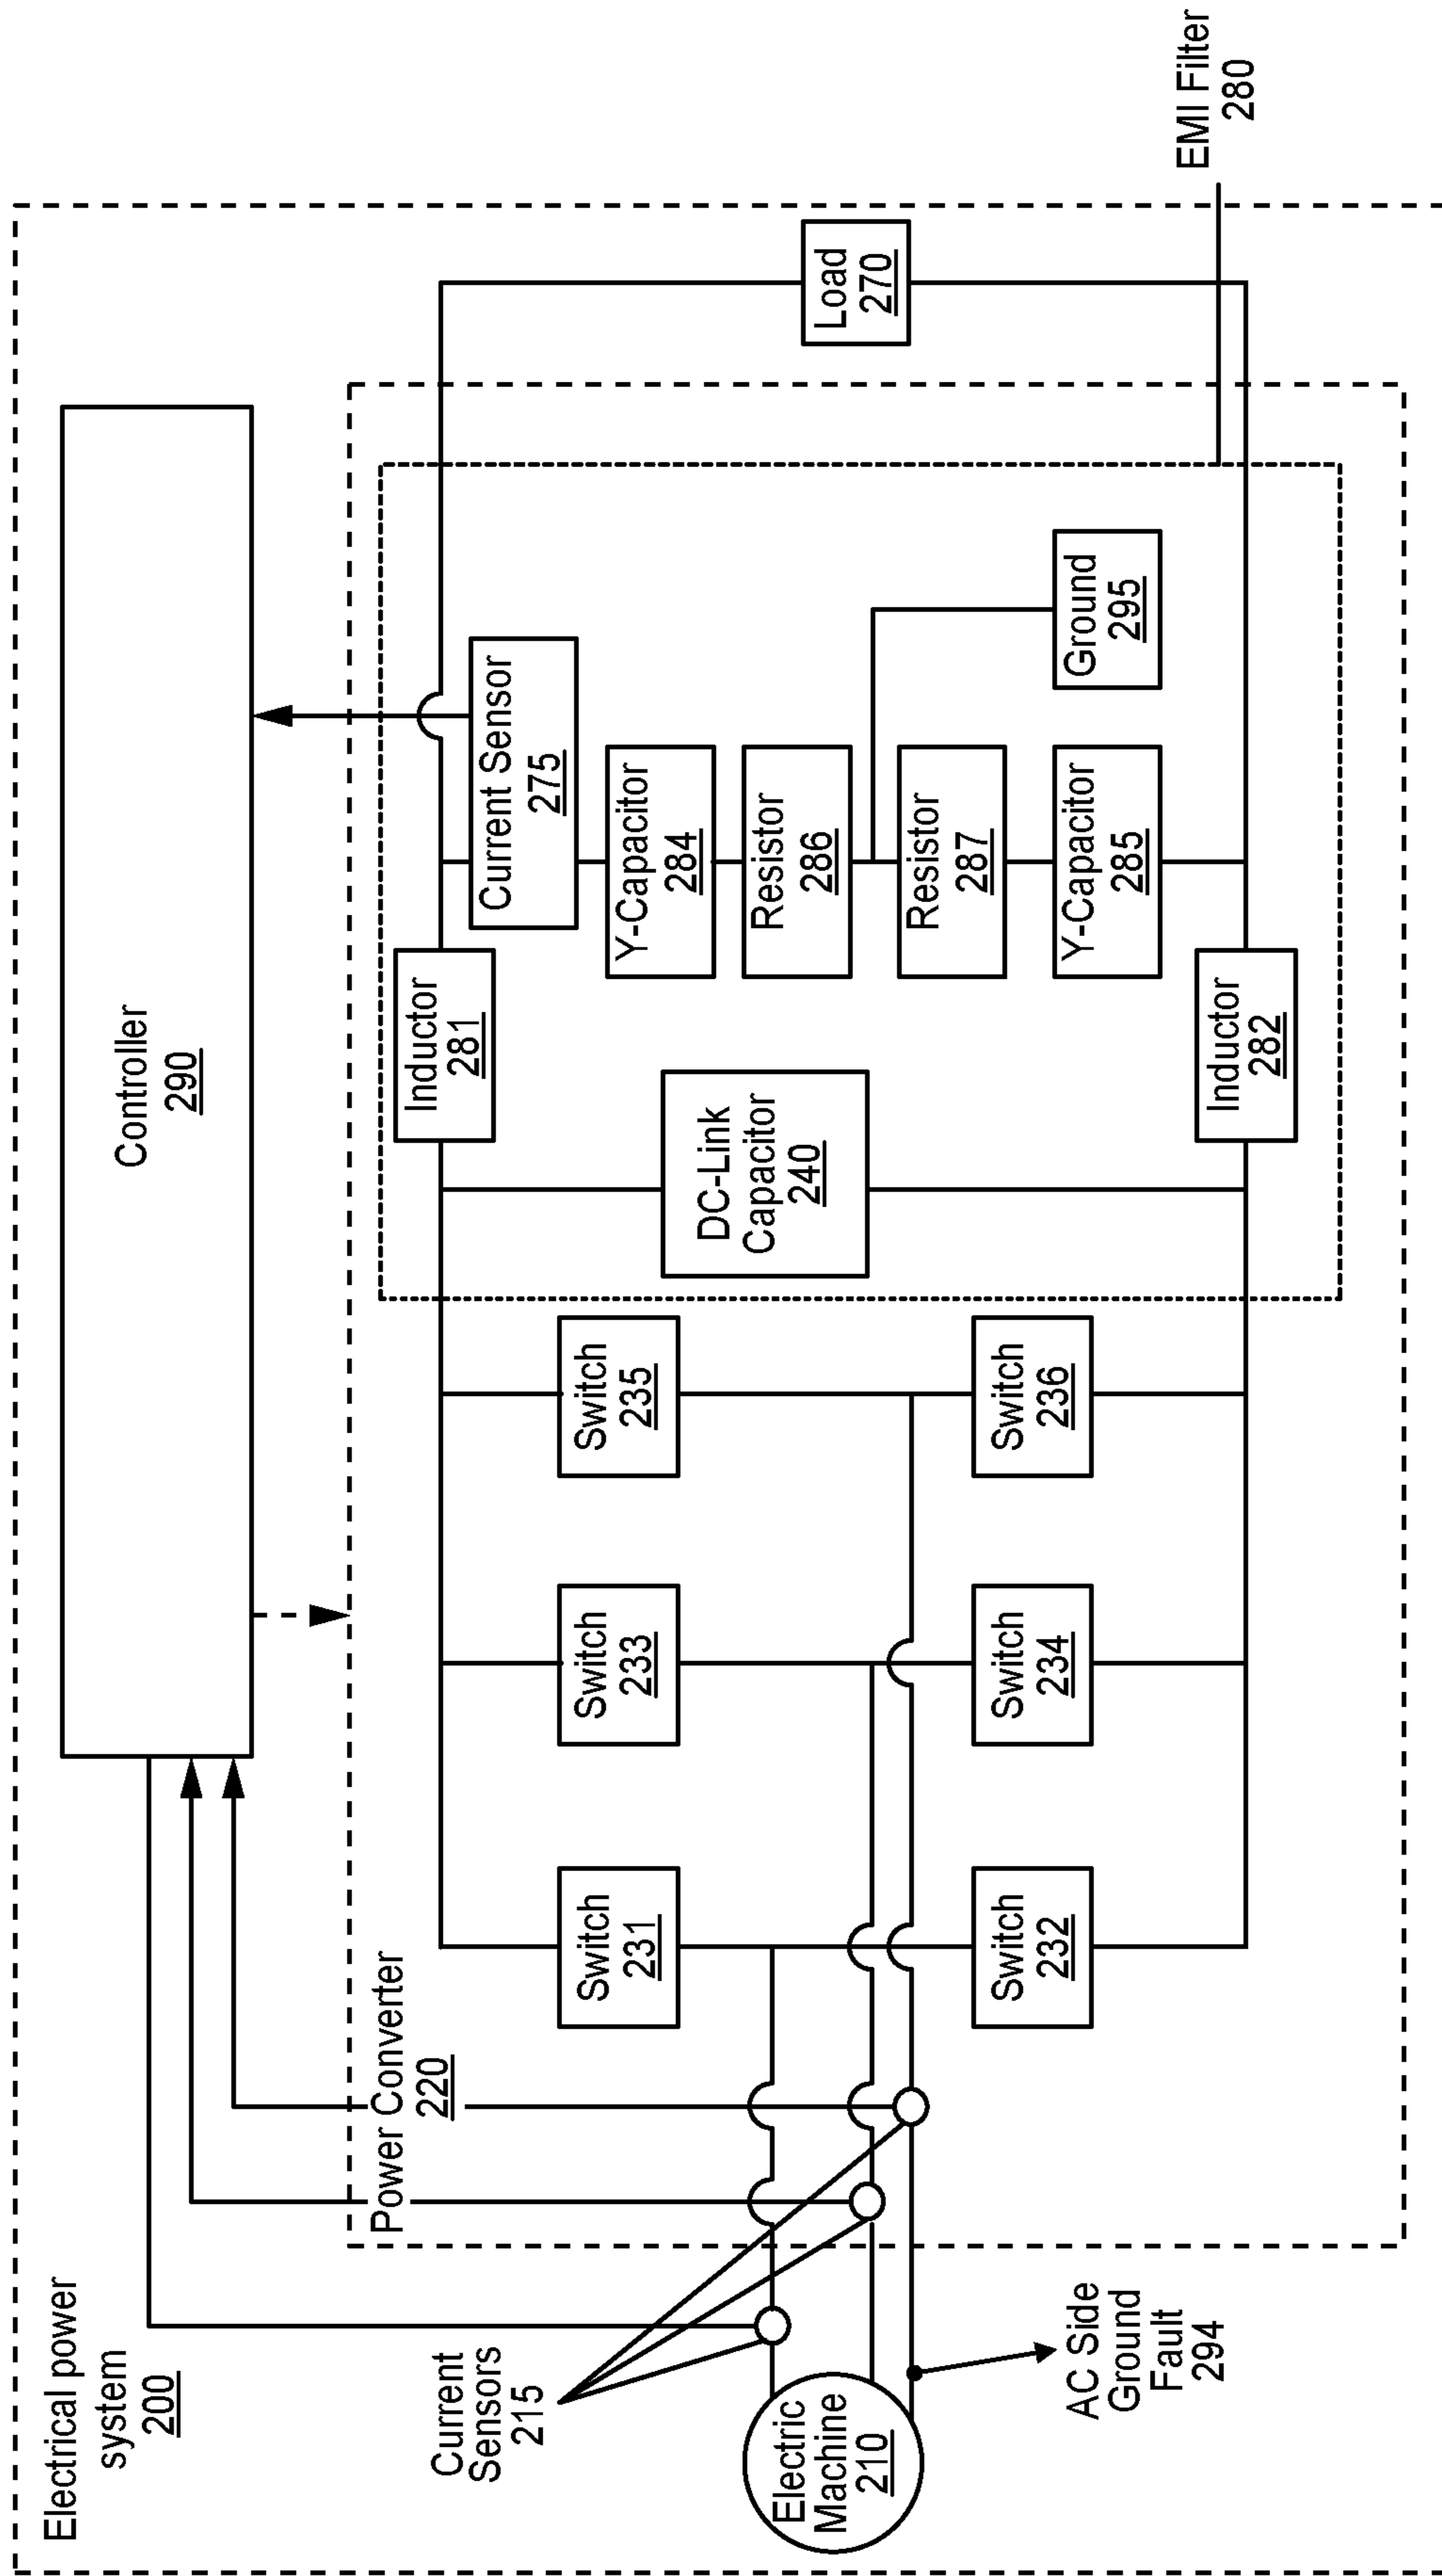 Electrical power
system
200
Controller
290
Power Converter
220
Current
Sensors
215
Electric
Machine
210
AC Side
Ground
Fault
294
Switch
231
Switch
232
Switch
233
Switch
234
Switch
235
Switch
236
DC-Link
Capacitor
240
Inductor
281
Inductor
282
Current Sensor
275
Y-Capacitor
284
Resistor
286
Resistor
287
Y-Capacitor
285
Ground
295
Load
270
EMI Filter
280